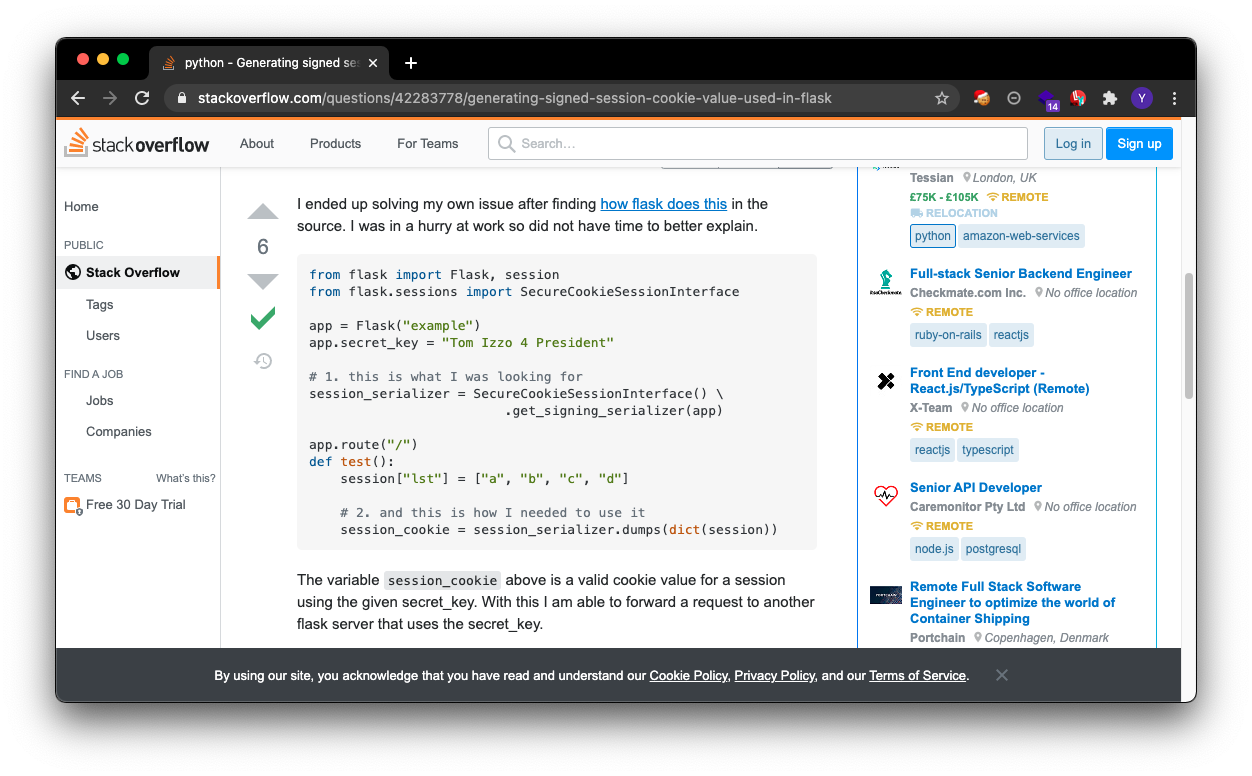 python - Generating signed ses
stackoverflow.com/questions/42283778/generating-signed-session-cookie-value-used-in-flask
14
Y
stackoverflow
About
Products
For Teams
Search…
Log in
Sign up
Home
PUBLIC
Stack Overflow
Tags
Users
FIND A JOB
Jobs
Companies
TEAMS
What's this?
Free 30 Day Trial
6
I ended up solving my own issue after finding how flask does this in the
source. I was in a hurry at work so did not have time to better explain.
from flask import Flask, session
from flask.sessions import SecureCookieSessionInterface
app = Flask("example")
app.secret_key = "Tom Izzo 4 President"
# 1. this is what I was looking for
session_serializer = SecureCookieSessionInterface() \
.get_signing_serializer(app)
app.route("/")
def test():
session["lst"] = ["a", "b", "c", "d"]
# 2. and this is how I needed to use it
session_cookie = session_serializer.dumps(dict(session))
The variable session_cookie above is a valid cookie value for a session
using the given secret_key. With this I am able to forward a request to another
flask server that uses the secret_key.
Tessian London, UK
£75K - £105K REMOTE
RELOCATION
python amazon-web-services
Full-stack Senior Backend Engineer
Checkmate.com Inc. No office location
REMOTE
ruby-on-rails reactjs
Front End developer -
React.js/TypeScript (Remote)
X-Team No office location
REMOTE
reactjs typescript
Senior API Developer
Caremonitor Pty Ltd No office location
REMOTE
node.js postgresql
PORTCHAIN
Remote Full Stack Software
Engineer to optimize the world of
Container Shipping
Portchain Copenhagen, Denmark
By using our site, you acknowledge that you have read and understand our Cookie Policy, Privacy Policy, and our Terms of Service.